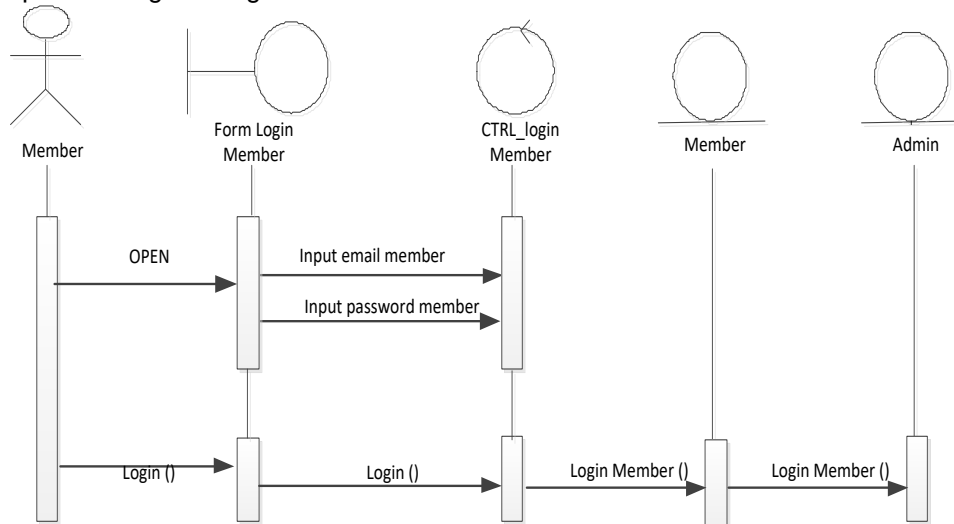 Member
Form Login
Member
CTRL_login
Member
Member
Admin
OPEN
Input email member
Input password member
Login ()
Login ()
Login Member ()
Login Member ()